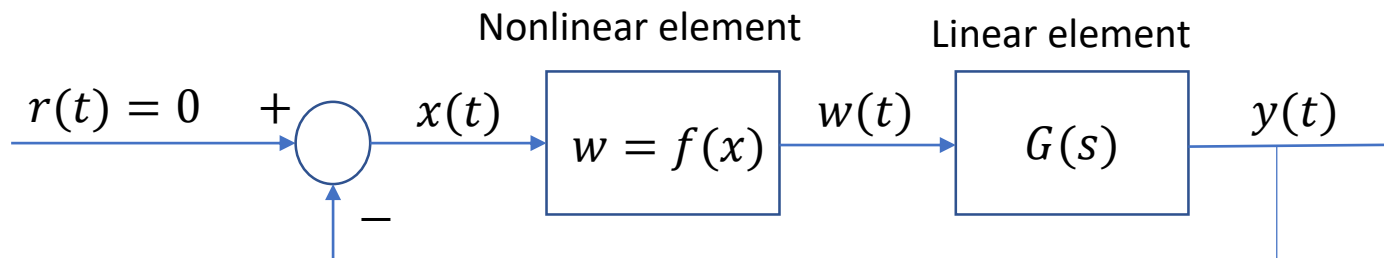 Nonlinear element Linear element
r(t) = 0 + x(t) w = f(x) w(t) G(s) y(t)
−